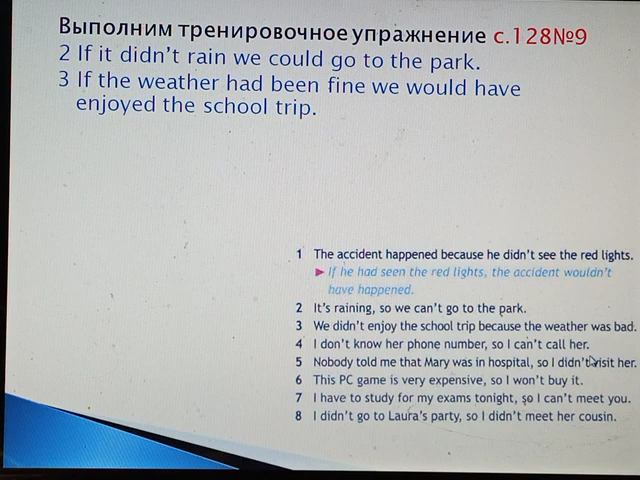 Выполним тренировочное упражнение с.128№9
2 If it didn't rain we could go to the park.
3 If the weather had been fine we would have
enjoyed the school trip.
1 The accident happened because he didn't see the red lights.
► If he had seen the red lights, the accident wouldn't
have happened.
2 It's raining, so we can't go to the park.
3 We didn't enjoy the school trip because the weather was bad.
4 I don't know her phone number, so I can't call her.
5 Nobody told me that Mary was in hospital, so I didn't visit her.
6 This PC game is very expensive, so I won't buy it.
7 I have to study for my exams tonight, so I can't meet you.
8 I didn't go to Laura's party, so I didn't meet her cousin.